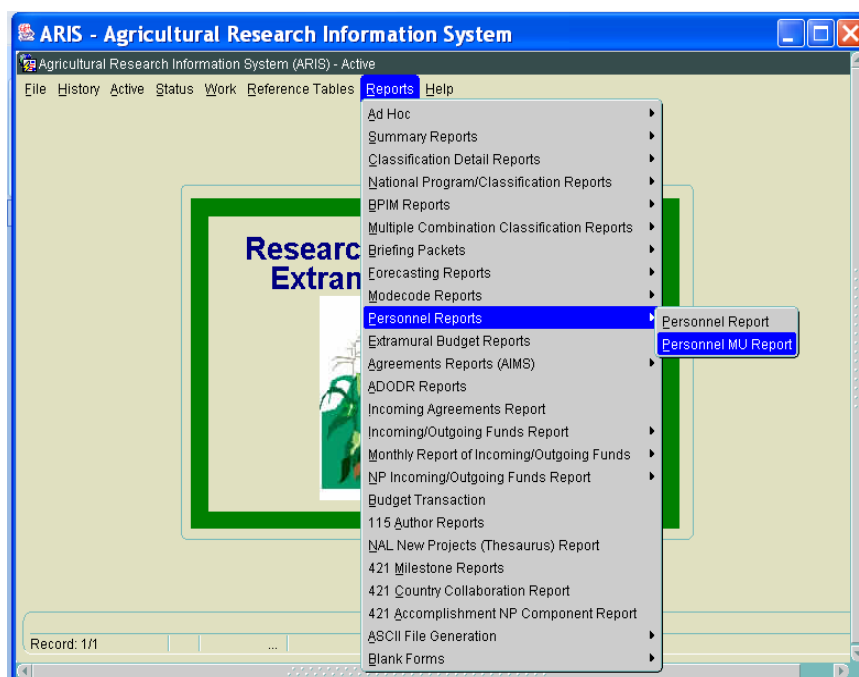 ARIS - Agricultural Research Information System
Agricultural Research Information System (ARIS) - Active
File History Active Status Work Reference Tables Reports Help
Ad Hoc
Summary Reports
Classification Detail Reports
National Program/Classification Reports
BPIM Reports
Multiple Combination Classification Reports
Researc
Briefing Packets
Extran
Forecasting Reports
Modecode Reports
Personnel Reports
Personnel Report
Extramural Budget Reports
Personnel MU Report
Agreements Reports (AIMS)
ADODR Reports
Incoming Agreements Report
Incoming/Outgoing Funds Report
Monthly Report of Incoming/Outgoing Funds
NP Incoming/Outgoing Funds Report
Budget Transaction
115 Author Reports
NAL New Projects (Thesaurus) Report
421 Milestone Reports
421 Country Collaboration Report
421 Accomplishment NP Component Report
ASCII File Generation
Record: 1/1 ...
Blank Forms